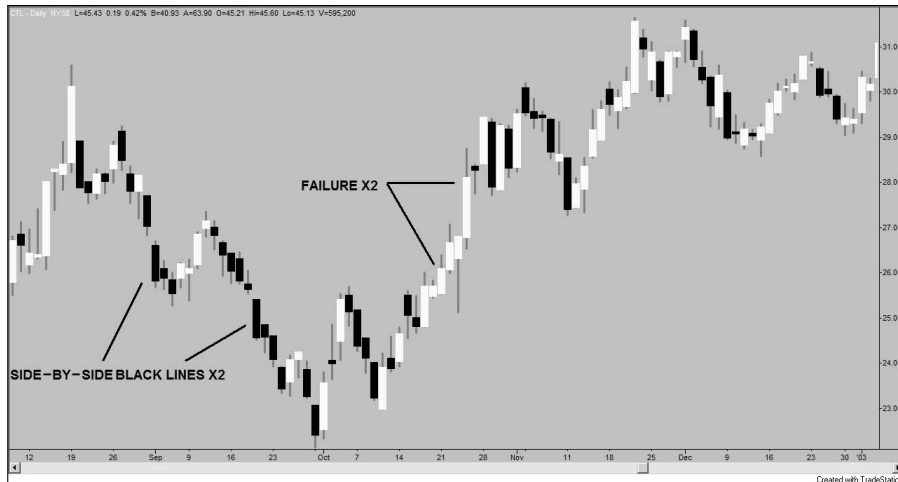 CTL - Daily NYSE L=45.43 0.19 0.42% B=40.93 A=63.90 O=45.21 Hi=45.60 Lo=45.13 V=595,200
31.0
30.0
29.0
FAILURE X2
28.0
27.0
26.0
25.0
24.0
SIDE-BY-SIDE BLACK LINES X2
23.0
12 19 26 Sep 9 16 23 Oct 7 14 21 28 Nov 11 18 25 Dec 9 16 23 30 '03
Created with TradeStatio